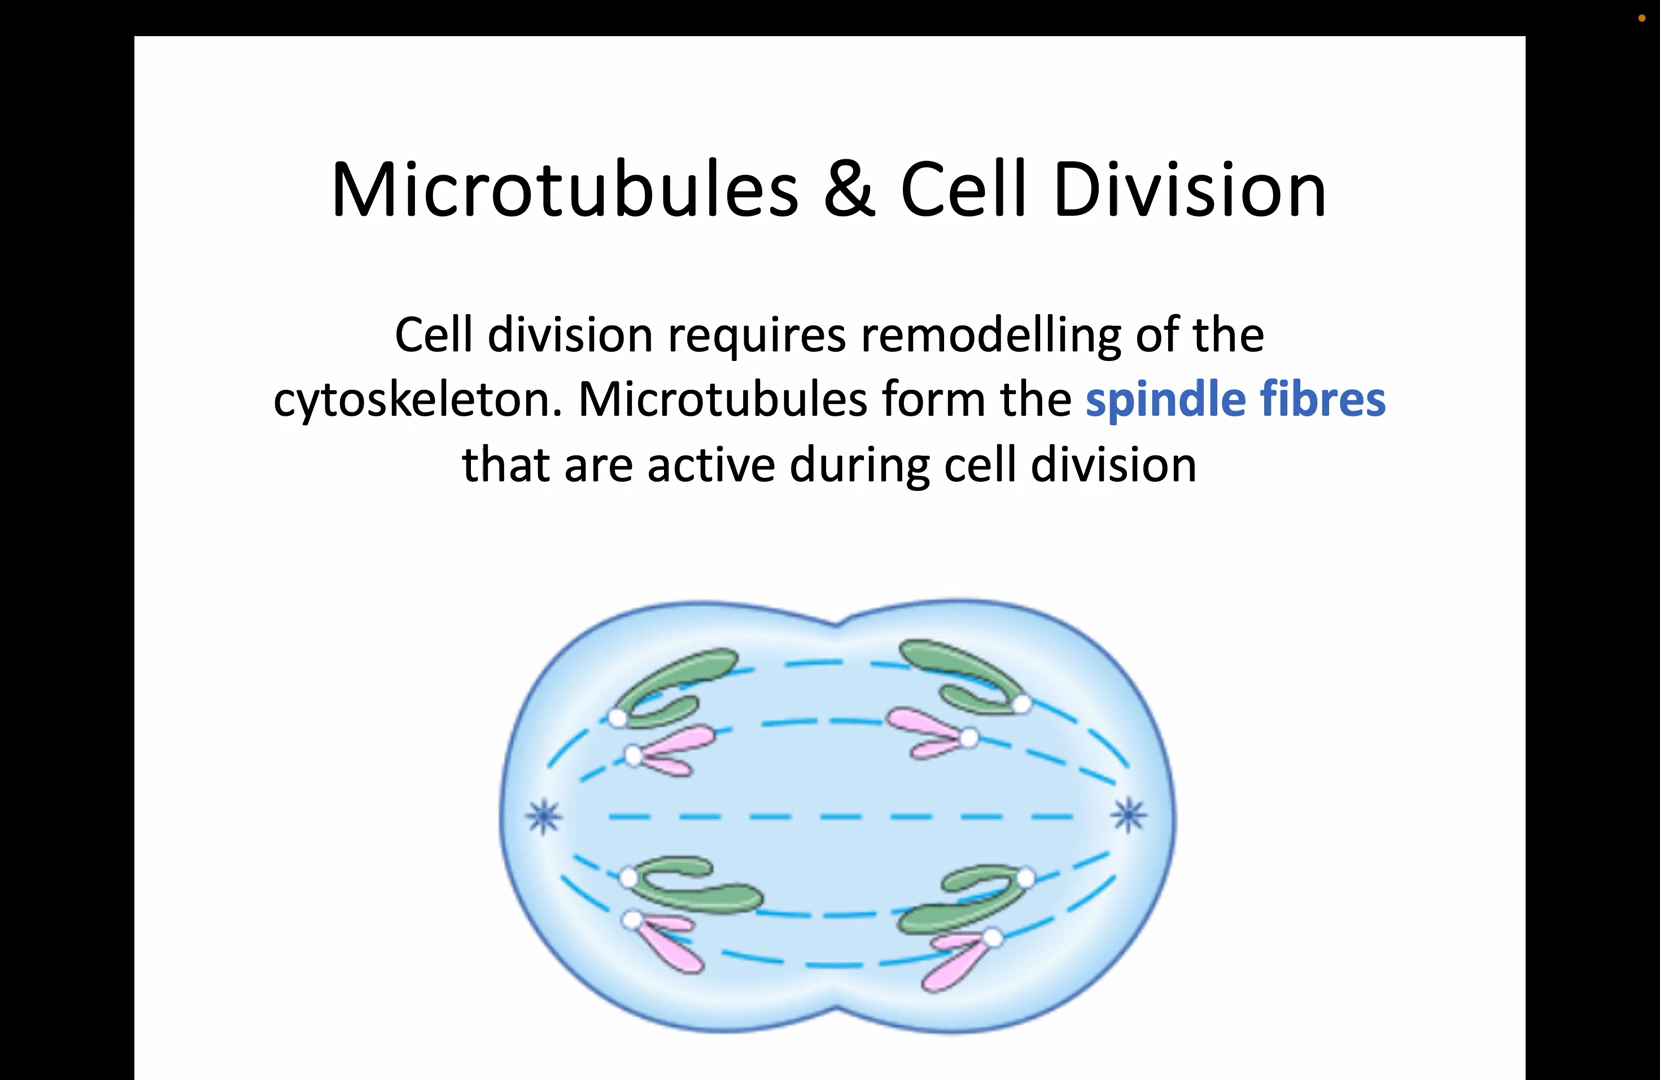 Microtubules & Cell Division
Cell division requires remodelling of the
cytoskeleton. Microtubules form the spindle fibres
that are active during cell division